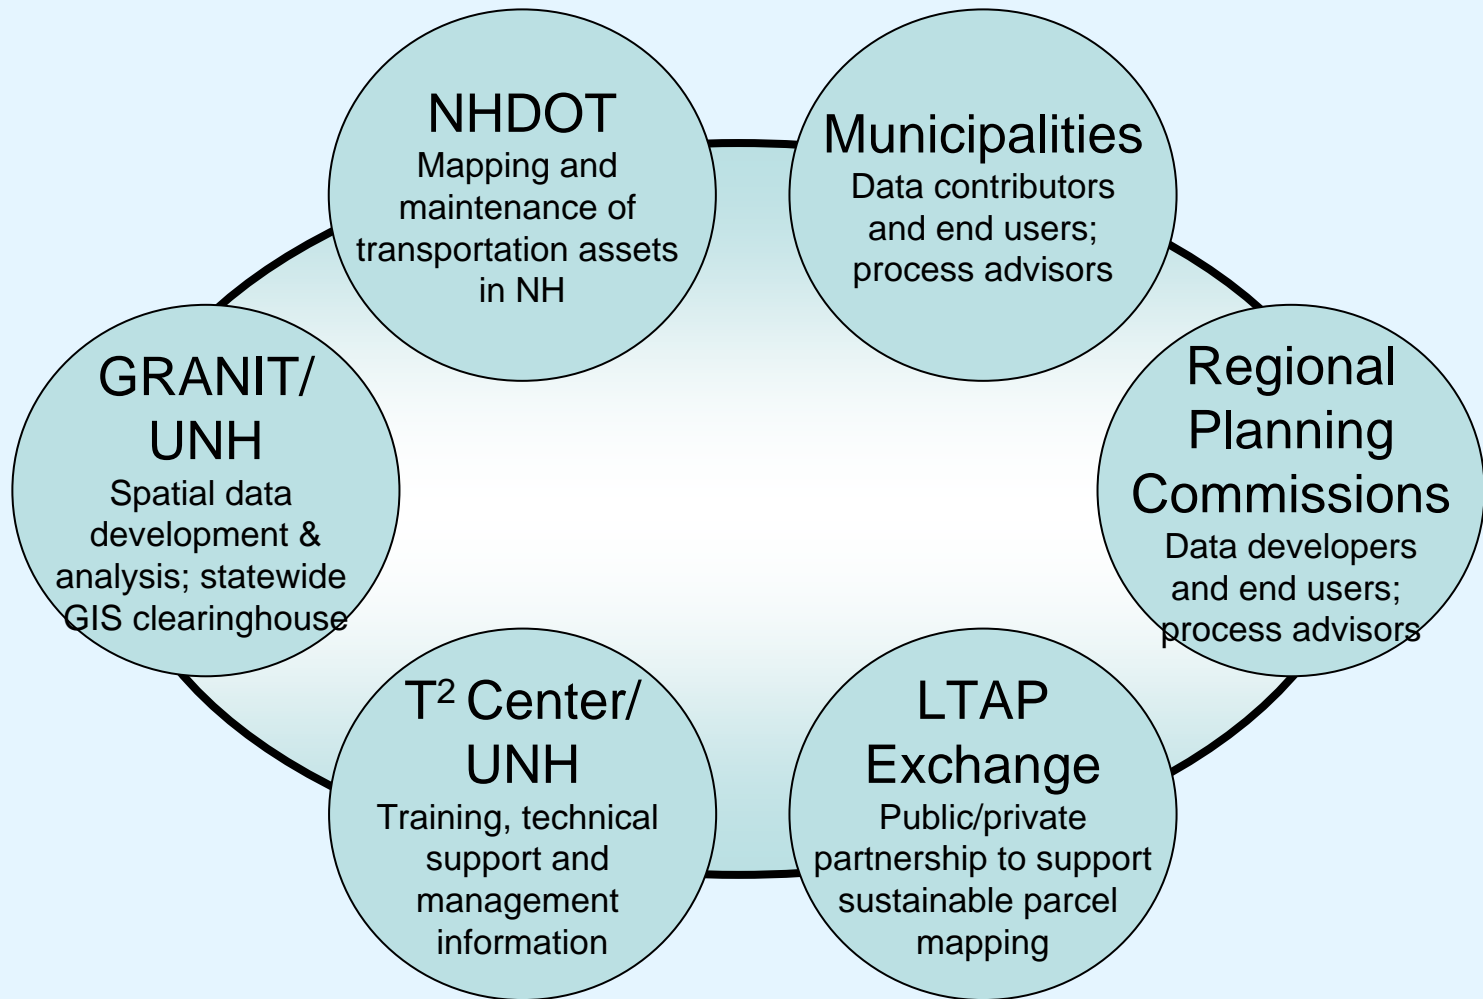 NHDOT
Mapping and
maintenance of
transportation assets
in NH
Municipalities
Data contributors
and end users;
process advisors
GRANIT/
UNH
Spatial data
development &
analysis; statewide
GIS clearinghouse
Regional
Planning
Commissions
Data developers
and end users;
process advisors
T² Center/
UNH
Training, technical
support and
management
information
LTAP
Exchange
Public/private
partnership to support
sustainable parcel
mapping